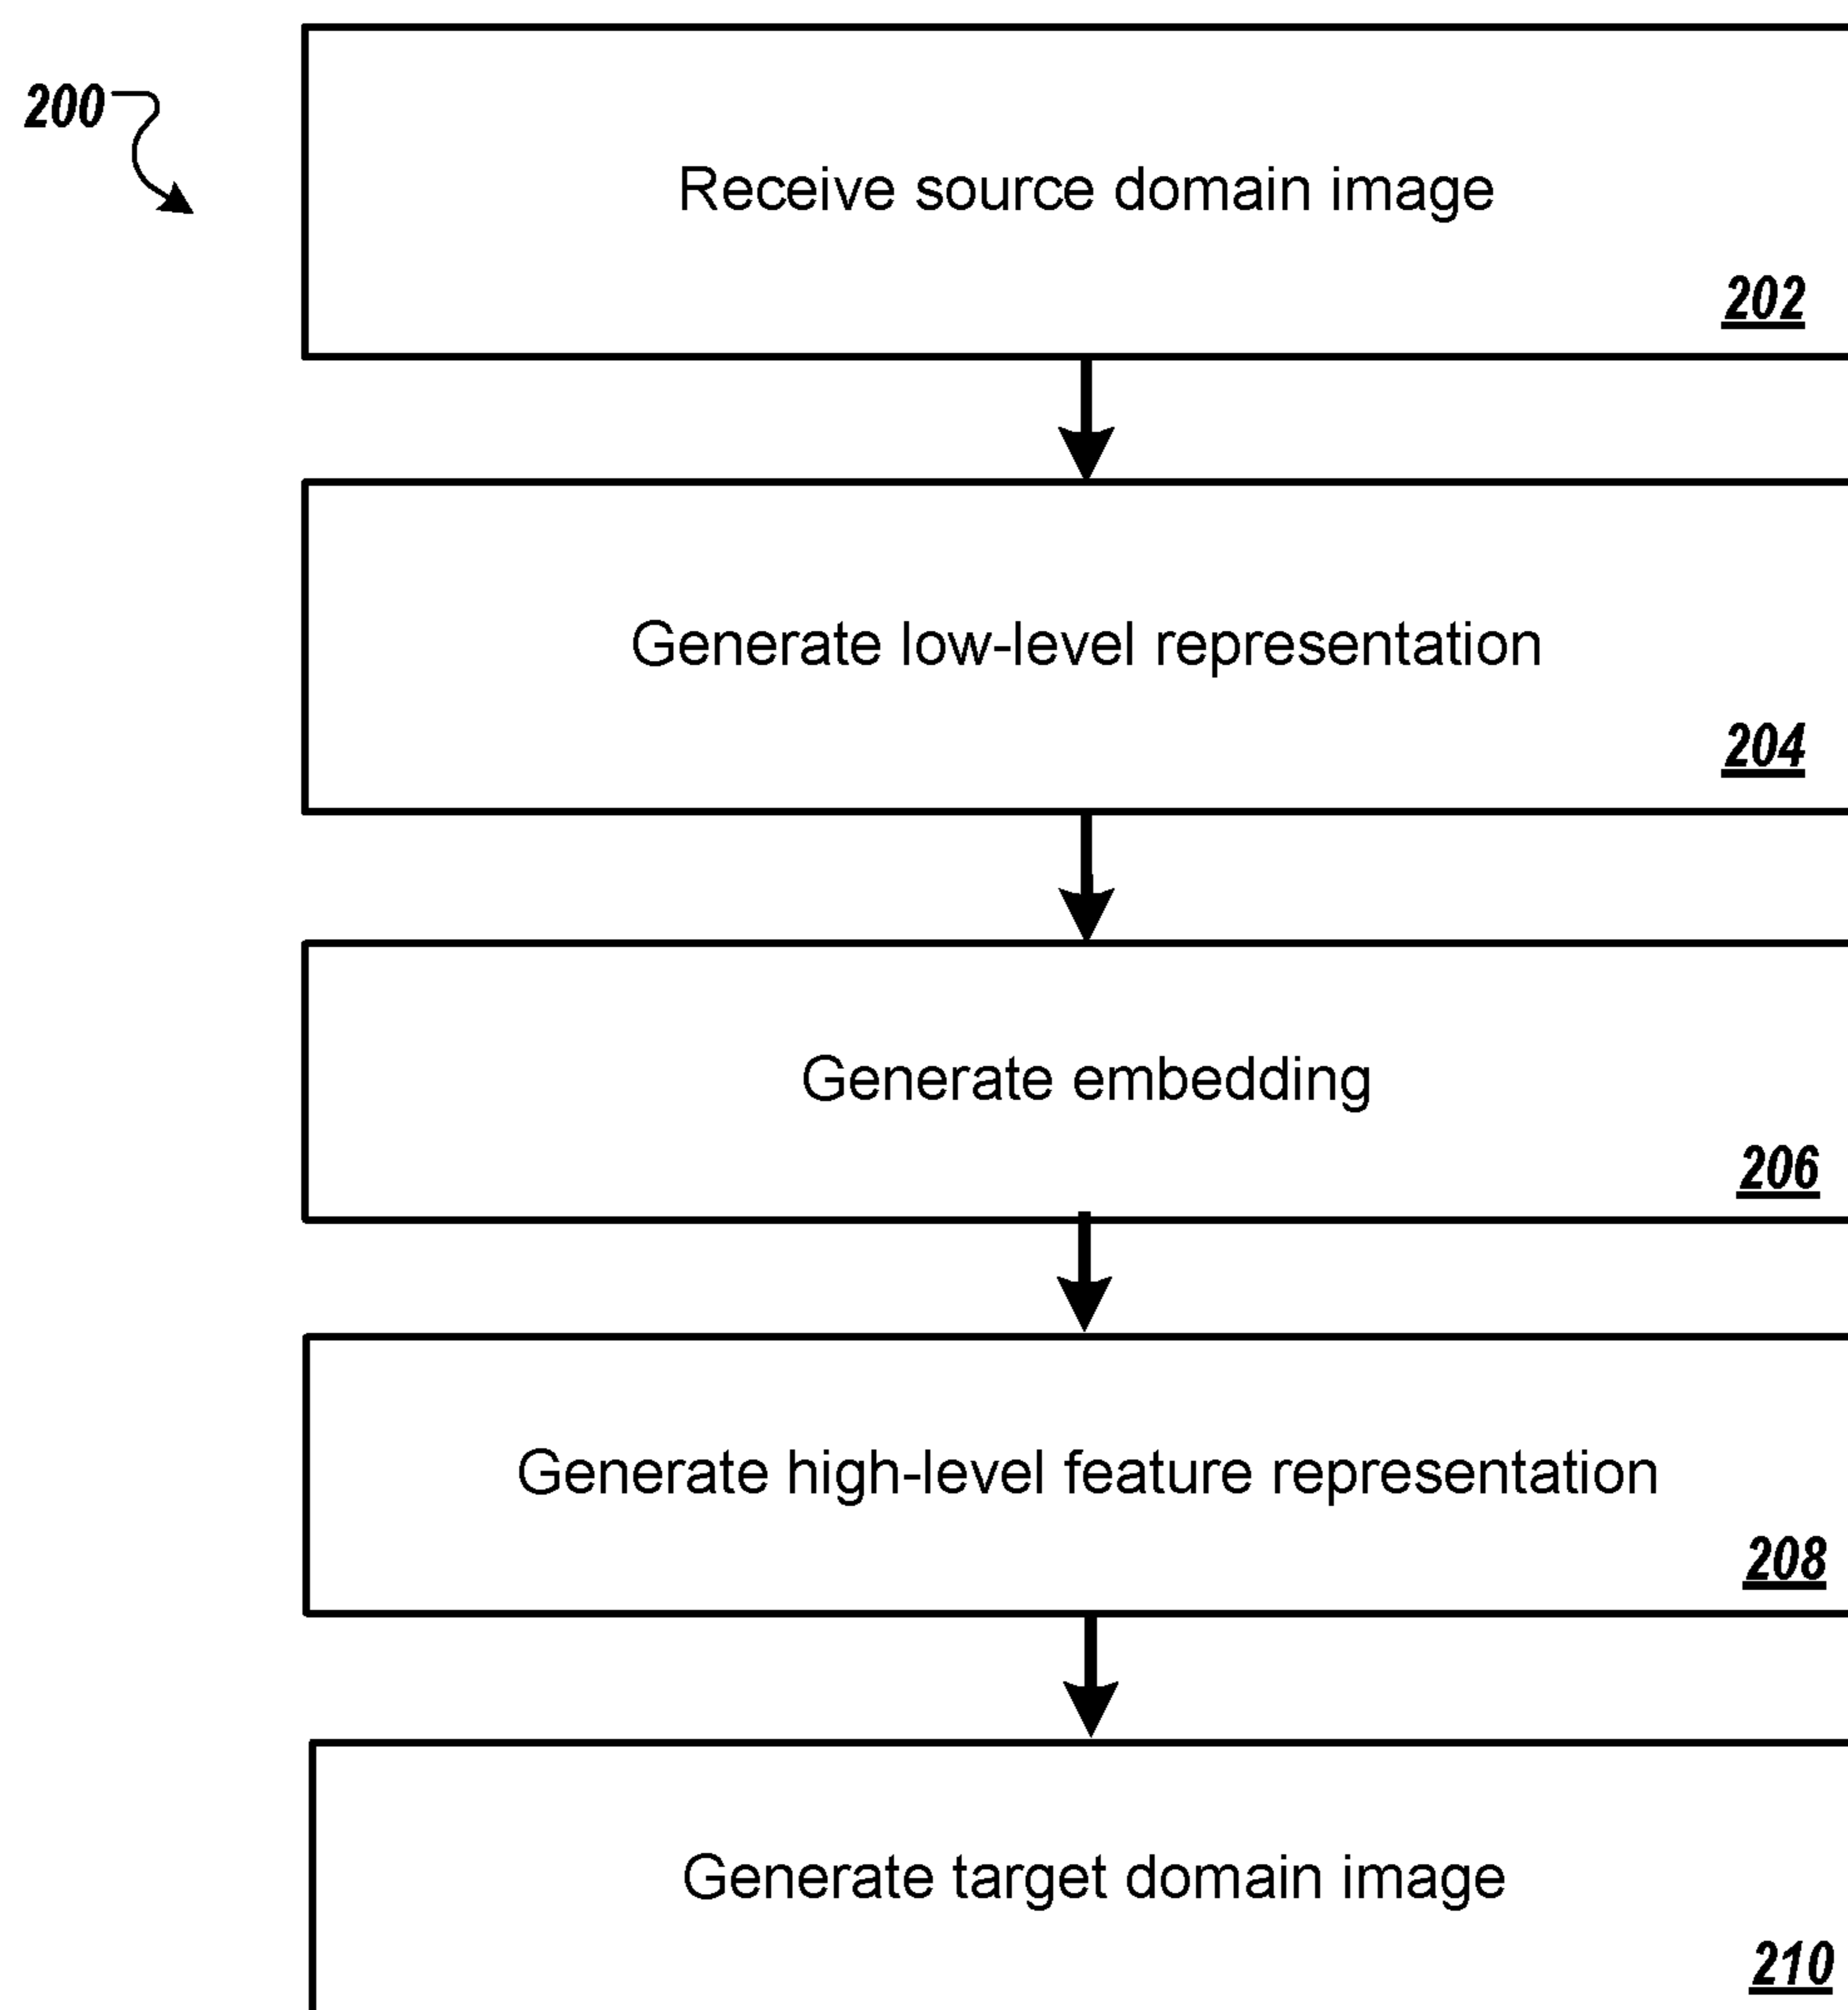 200
Receive source domain image
202
Generate low-level representation
204
Generate embedding
206
Generate high-level feature representation
208
Generate target domain image
210